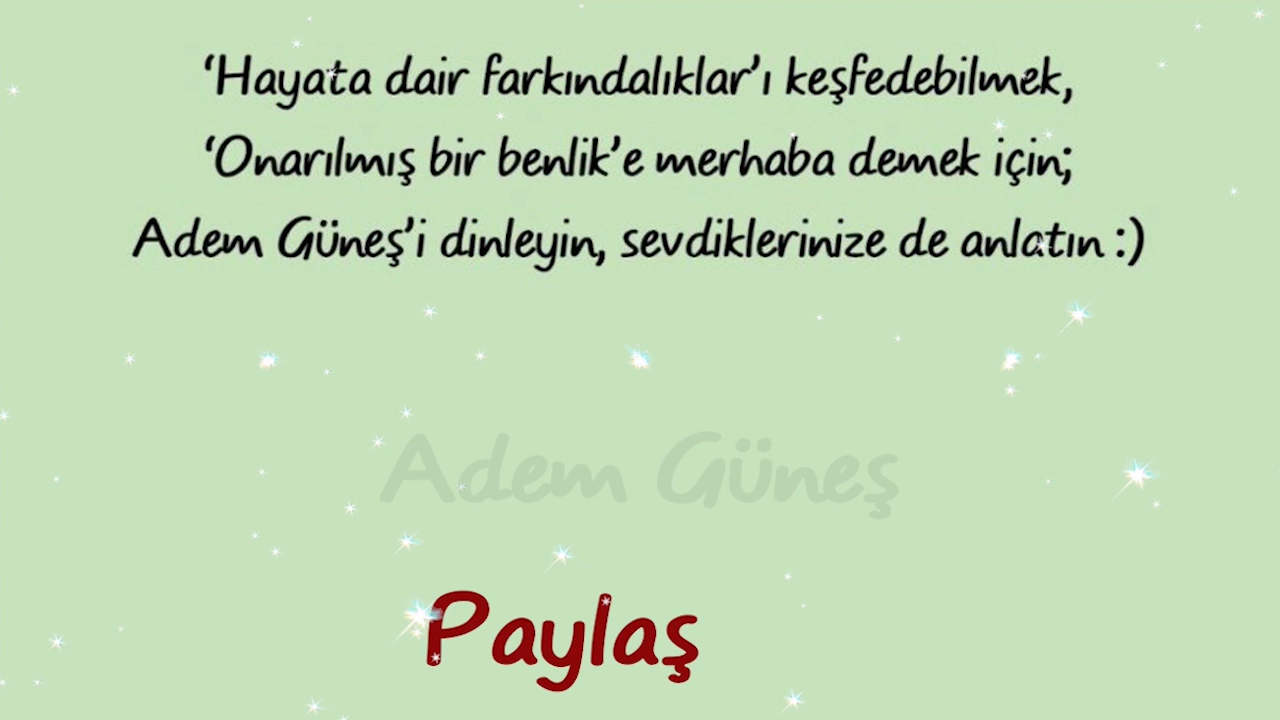 ‘Hayata dair farkındalıklar’ı keşfedebilmek,
‘Onarılmış bir benlik’e merhaba demek için;
Adem Güneş’i dinleyin, sevdiklerinize de anlatın :)
Adem Güneş
Paylaş